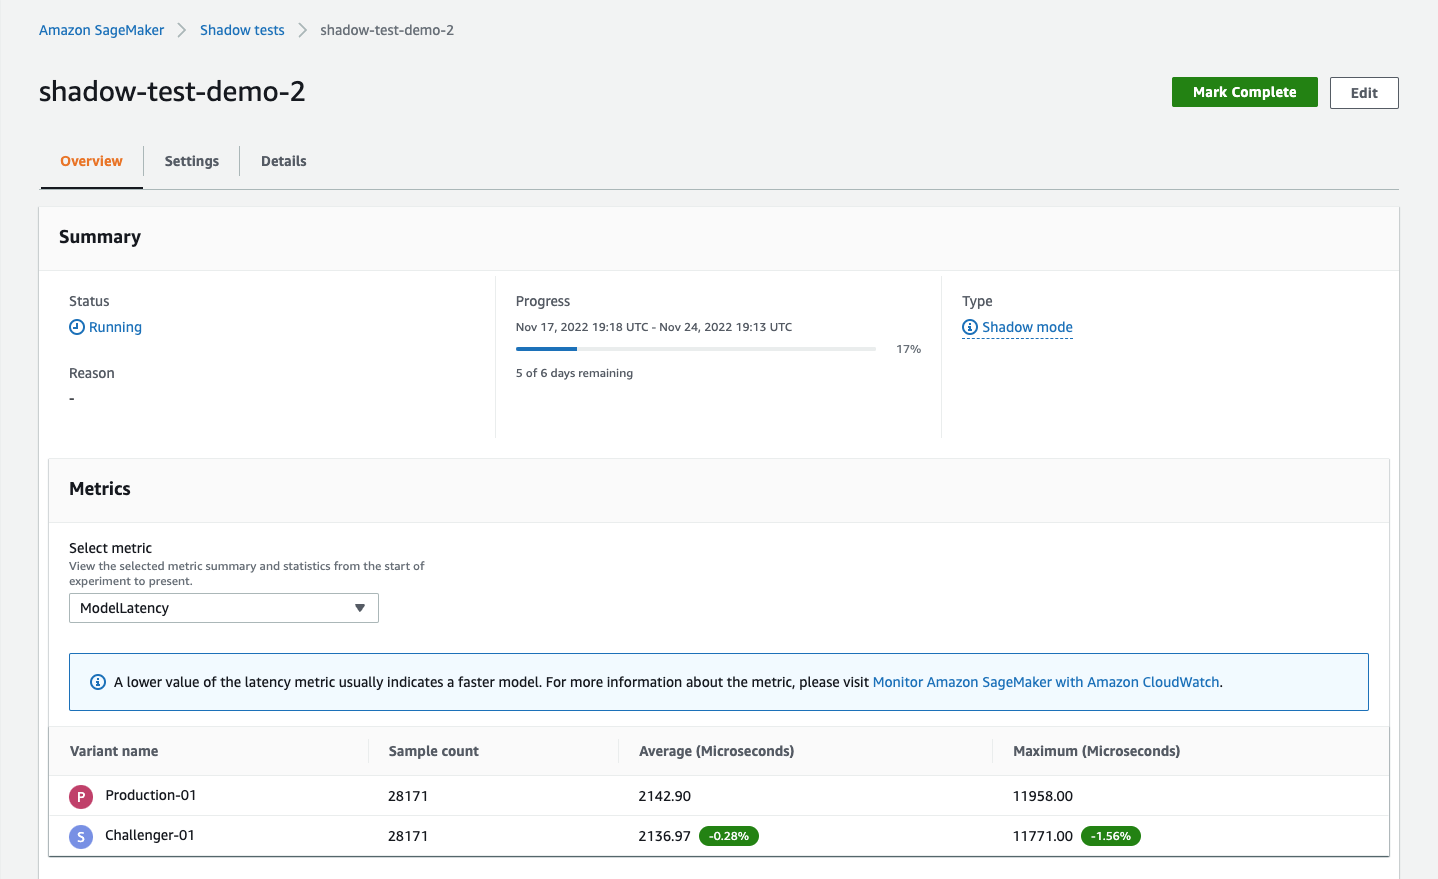 Amazon SageMaker > Shadow tests > shadow-test-demo-2
shadow-test-demo-2
Mark Complete
Edit
Overview
Settings
Details
Summary
Status
Running
Reason
-
Progress
Nov 17, 2022 19:18 UTC - Nov 24, 2022 19:13 UTC
17%
5 of 6 days remaining
Type
Shadow mode
Metrics
Select metric
View the selected metric summary and statistics from the start of
experiment to present.
ModelLatency
A lower value of the latency metric usually indicates a faster model. For more information about the metric, please visit Monitor Amazon SageMaker with Amazon CloudWatch.
Variant name Sample count Average (Microseconds) Maximum (Microseconds)
P Production-01 28171 2142.90 11958.00
S Challenger-01 28171 2136.97 -0.28% 11771.00 -1.56%